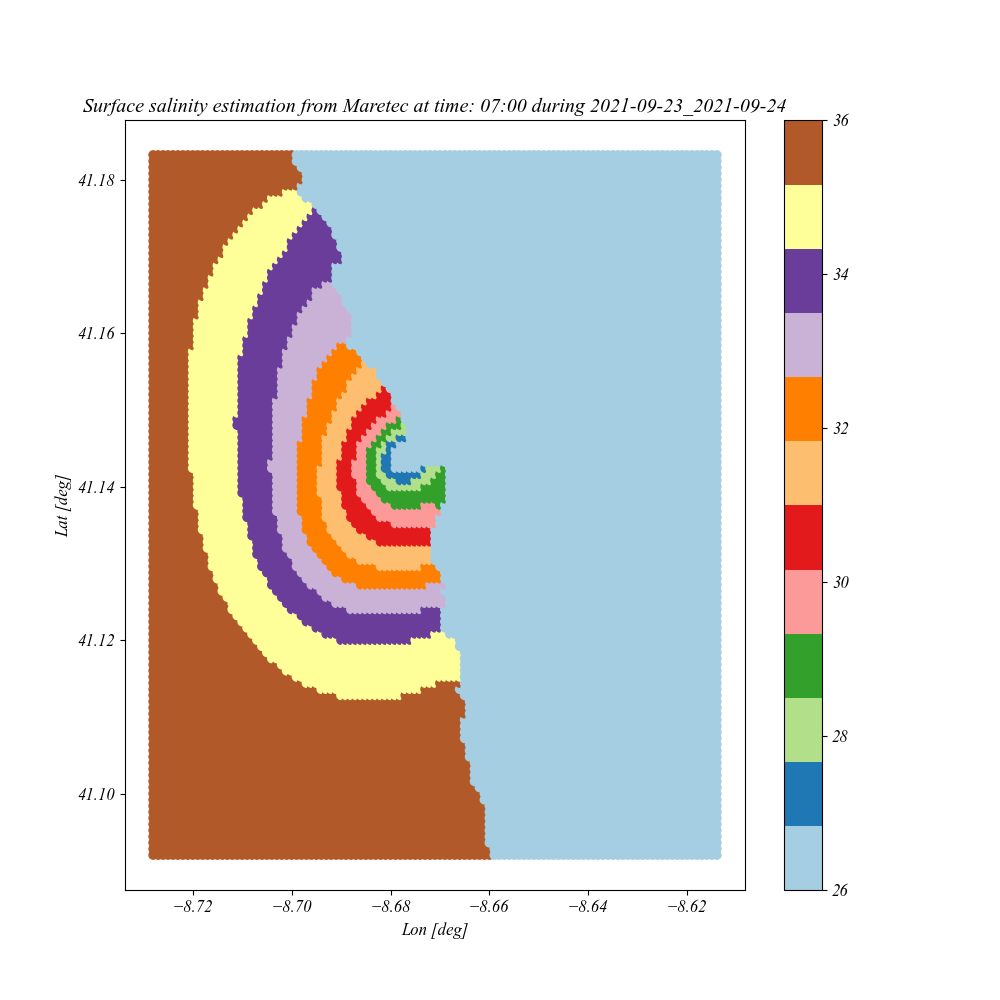 Surface salinity estimation from Maretec at time: 07:00 during 2021-09-23_2021-09-24
36
34
32
30
28
26
41.18
41.16
41.14
41.12
41.10
Lat [deg]
−8.72 −8.70 −8.68 −8.66 −8.64 −8.62
Lon [deg]